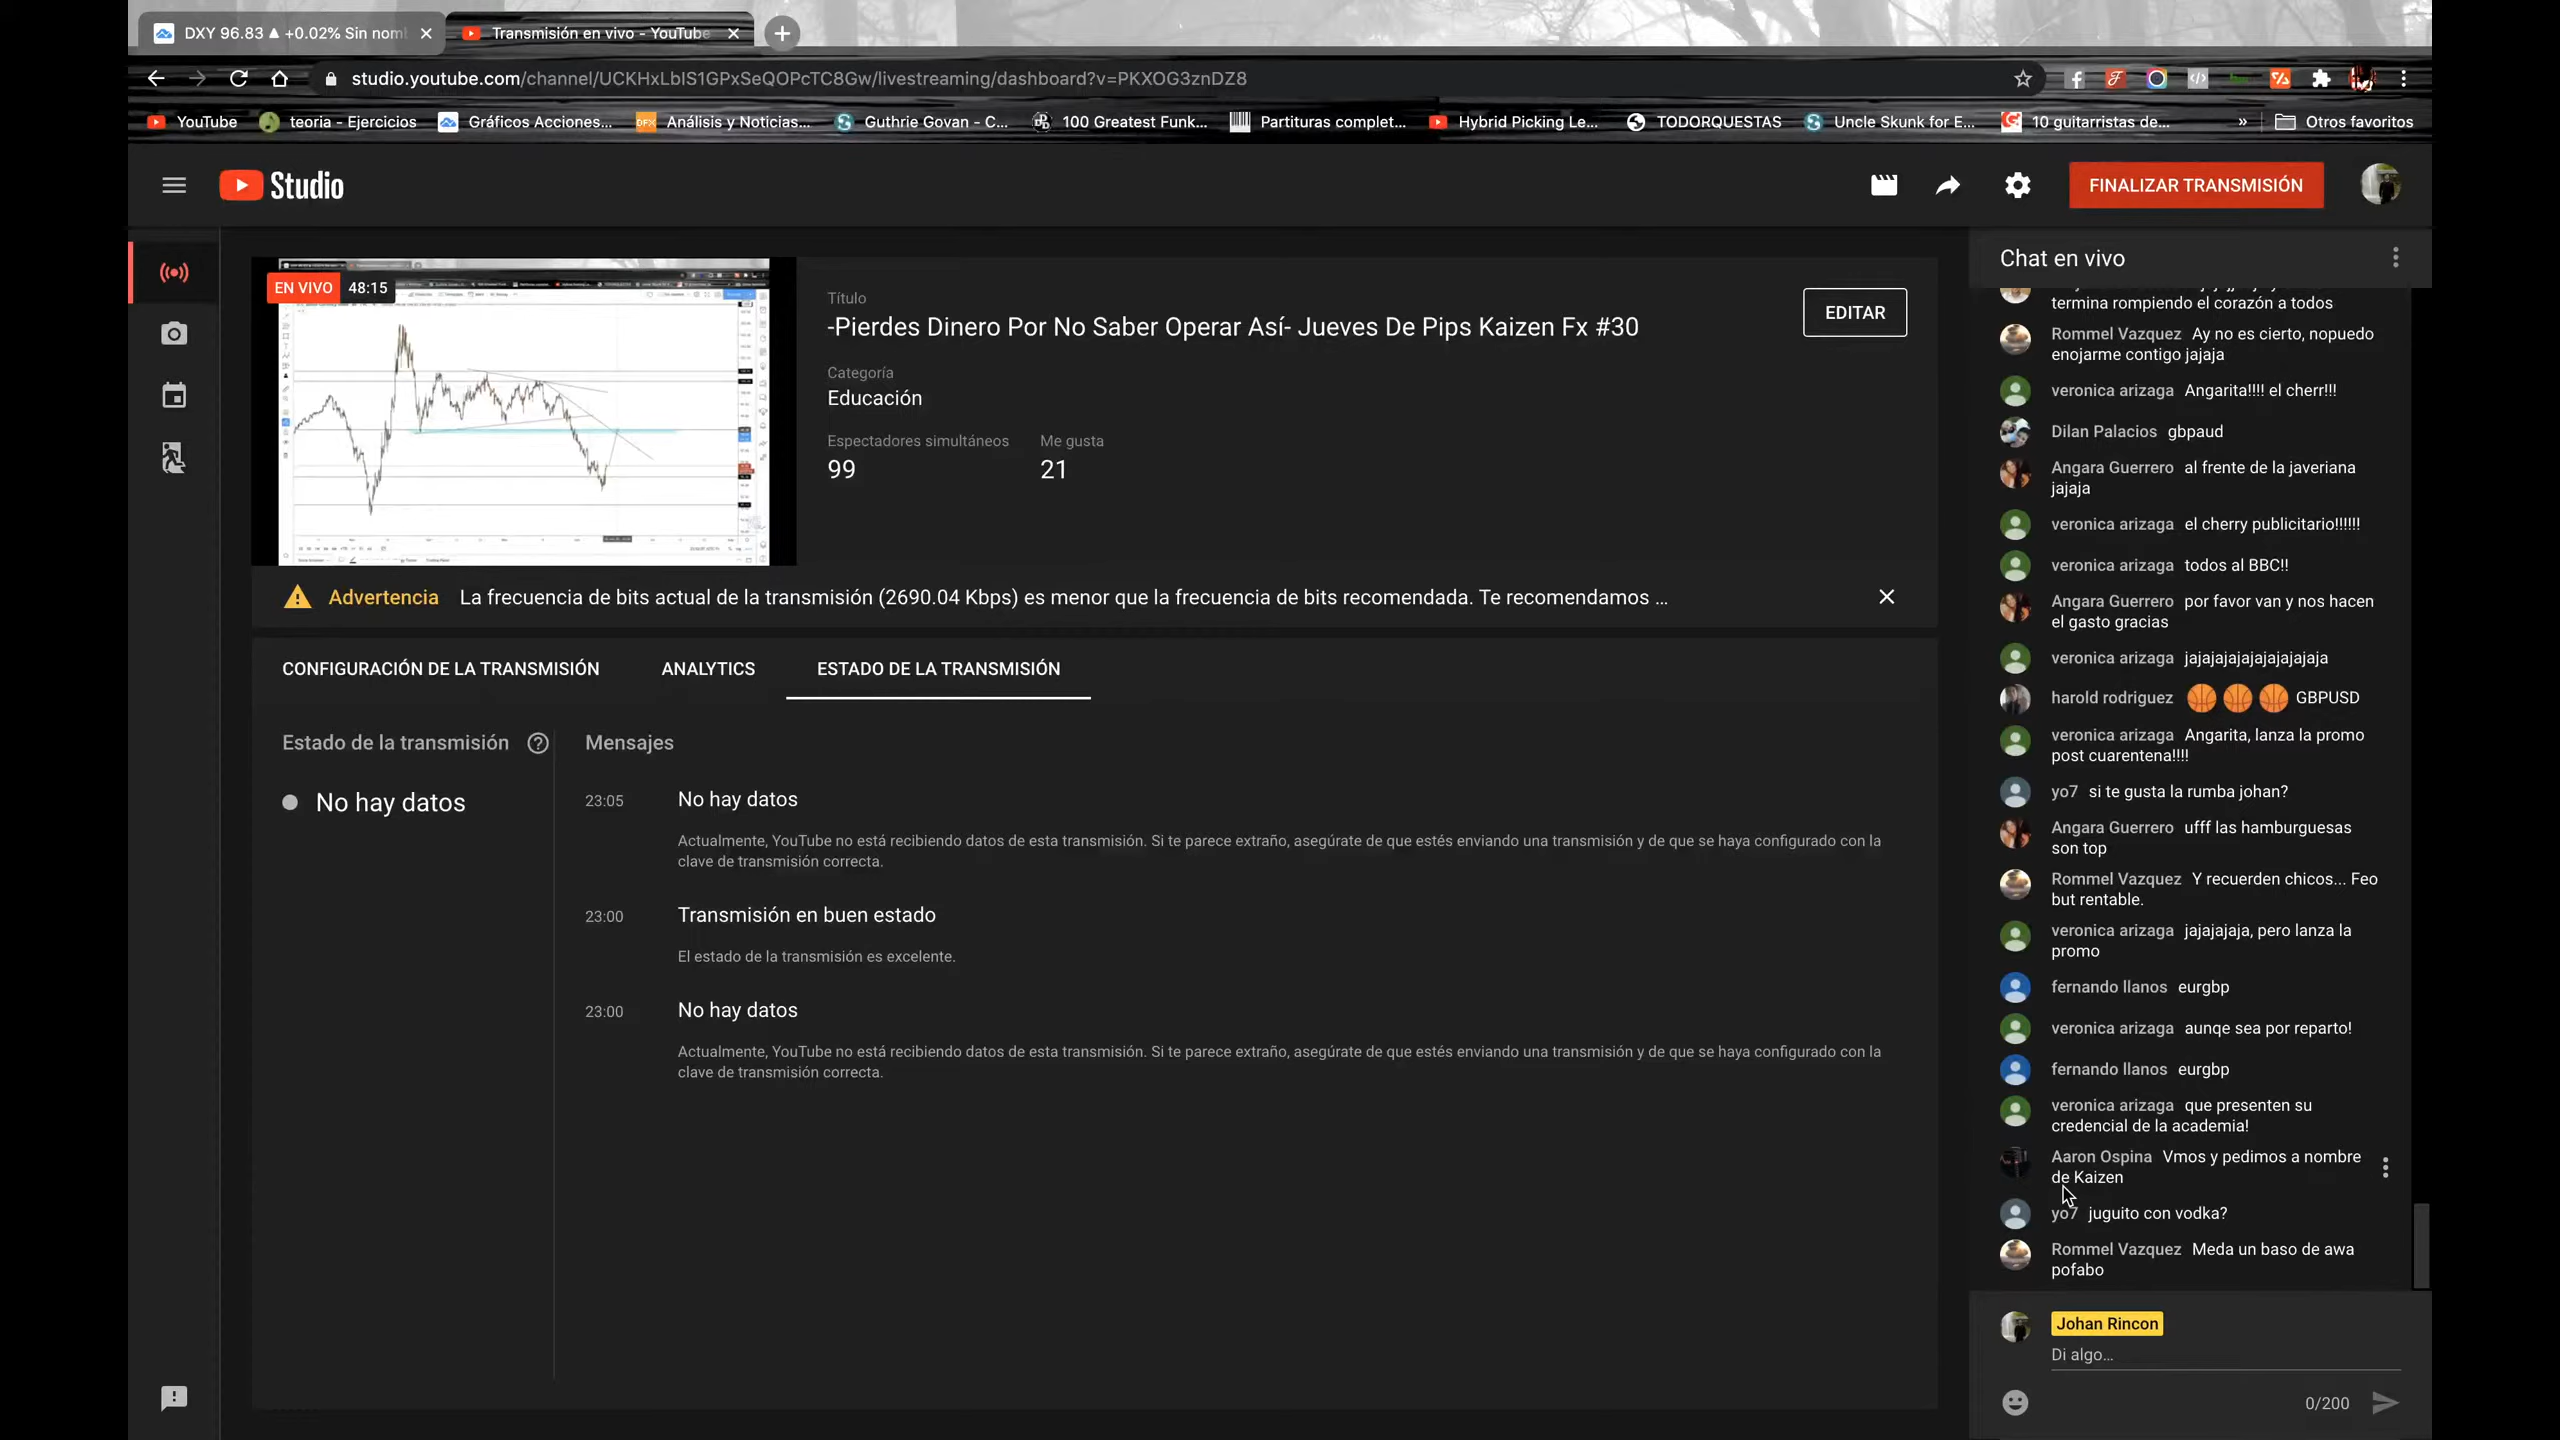 DXY 96.83 ▲ +0.02% Sin nom
Transmisión en vivo - YouTube
studio.youtube.com/channel/UCKHxLbIS1GPxSeQOPcTC8Gw/livestreaming/dashboard?v=PKXOG3znDZ8
YouTube
teoria - Ejercicios
Gráficos Acciones...
Análisis y Noticias...
Guthrie Govan - C...
100 Greatest Funk...
Partituras complet...
Hybrid Picking Le...
TODORQUESTAS
Uncle Skunk for E...
10 guitarristas de...
»
Otros favoritos
Studio
FINALIZAR TRANSMISIÓN
EN VIVO 48:15
Título
-Pierdes Dinero Por No Saber Operar Así- Jueves De Pips Kaizen Fx #30
EDITAR
Categoría
Educación
Espectadores simultáneos
Me gusta
99
21
Advertencia La frecuencia de bits actual de la transmisión (2690.04 Kbps) es menor que la frecuencia de bits recomendada. Te recomendamos ...
CONFIGURACIÓN DE LA TRANSMISIÓN
ANALYTICS
ESTADO DE LA TRANSMISIÓN
Estado de la transmisión
No hay datos
Mensajes
23:05
No hay datos
Actualmente, YouTube no está recibiendo datos de esta transmisión. Si te parece extraño, asegúrate de que estés enviando una transmisión y de que se haya configurado con la
clave de transmisión correcta.
23:00
Transmisión en buen estado
El estado de la transmisión es excelente.
23:00
No hay datos
Actualmente, YouTube no está recibiendo datos de esta transmisión. Si te parece extraño, asegúrate de que estés enviando una transmisión y de que se haya configurado con la
clave de transmisión correcta.
Chat en vivo
termina rompiendo el corazón a todos
Rommel Vazquez Ay no es cierto, nopuedo
enojarme contigo jajaja
veronica arizaga Angarita!!!! el cherr!!!
Dilan Palacios gbpaud
Angara Guerrero al frente de la javeriana
jajaja
veronica arizaga el cherry publicitario!!!!!!
veronica arizaga todos al BBC!!
Angara Guerrero por favor van y nos hacen
el gasto gracias
veronica arizaga jajajajajajajajajaja
harold rodriguez 🏀 🏀 🏀 GBPUSD
veronica arizaga Angarita, lanza la promo
post cuarentena!!!!
yo7 si te gusta la rumba johan?
Angara Guerrero ufff las hamburguesas
son top
Rommel Vazquez Y recuerden chicos... Feo
but rentable.
veronica arizaga jajajajaja, pero lanza la
promo
fernando llanos eurgbp
veronica arizaga aunqe sea por reparto!
fernando llanos eurgbp
veronica arizaga que presenten su
credencial de la academia!
Aaron Ospina Vmos y pedimos a nombre
de Kaizen
yo7 juguito con vodka?
Rommel Vazquez Meda un baso de awa
pofabo
Johan Rincon
Di algo...
0/200